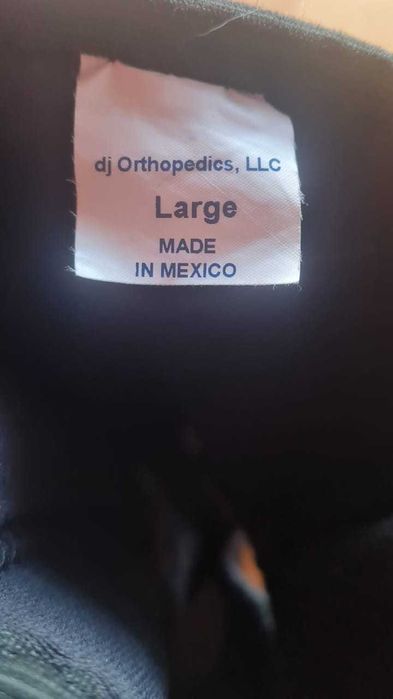 dj Orthopedics, LLC
Large
MADE
IN MEXICO